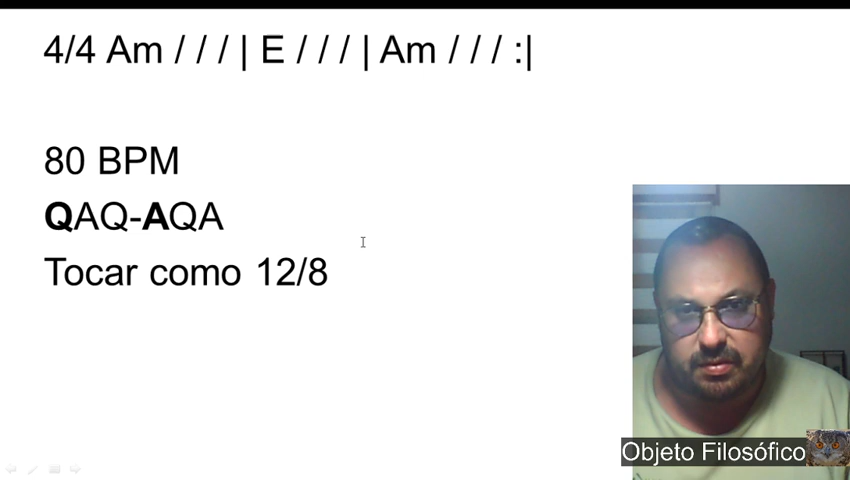 4/4 Am / / / | E / / / | Am / / / :|
80 BPM
QAQ-AQA
Tocar como 12/8
Objeto Filosófico